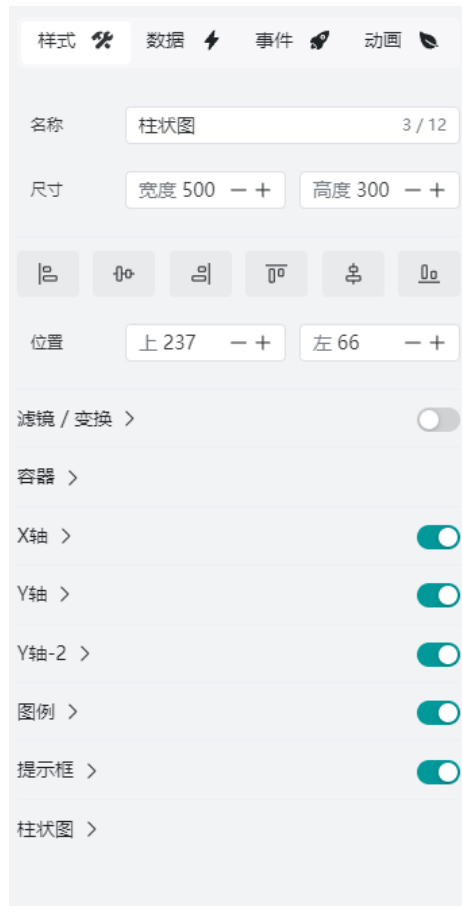 样式 数据 事件 动画
名称 柱状图 3 / 12
尺寸 宽度 500 高度 300
位置 上 237 左 66
滤镜 / 变换
容器
X轴
Y轴
Y轴-2
图例
提示框
柱状图